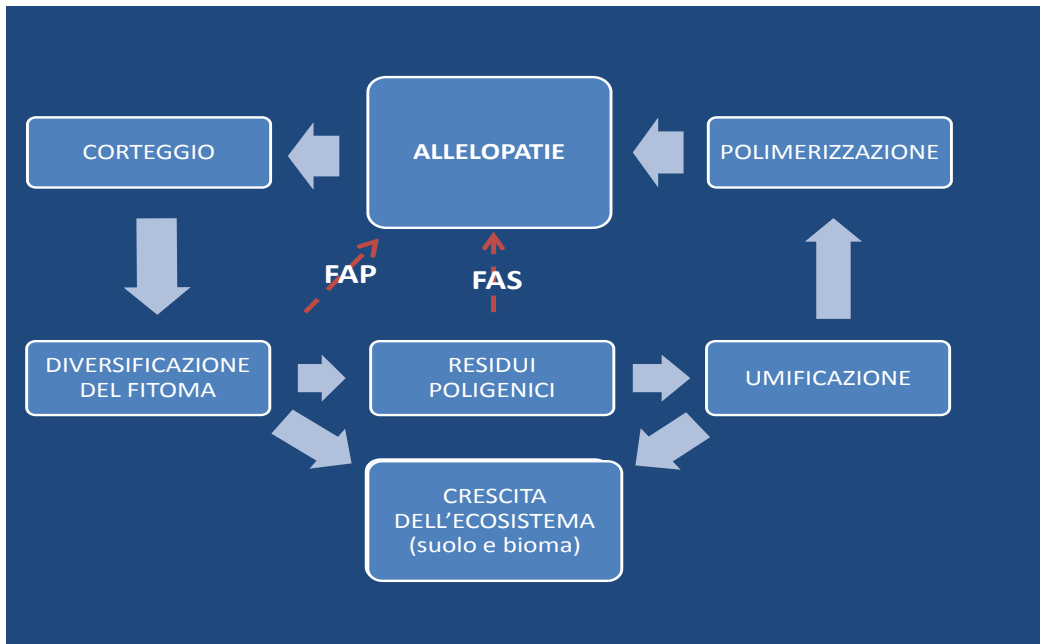 CORTEGGIO
ALLELOPATIE
POLIMERIZZAZIONE
FAP
FAS
DIVERSIFICAZIONE
DEL FITOMA
RESIDUI
POLIGENICI
UMIFICAZIONE
CRESCITA
DELL’ECOSISTEMA
(suolo e bioma)